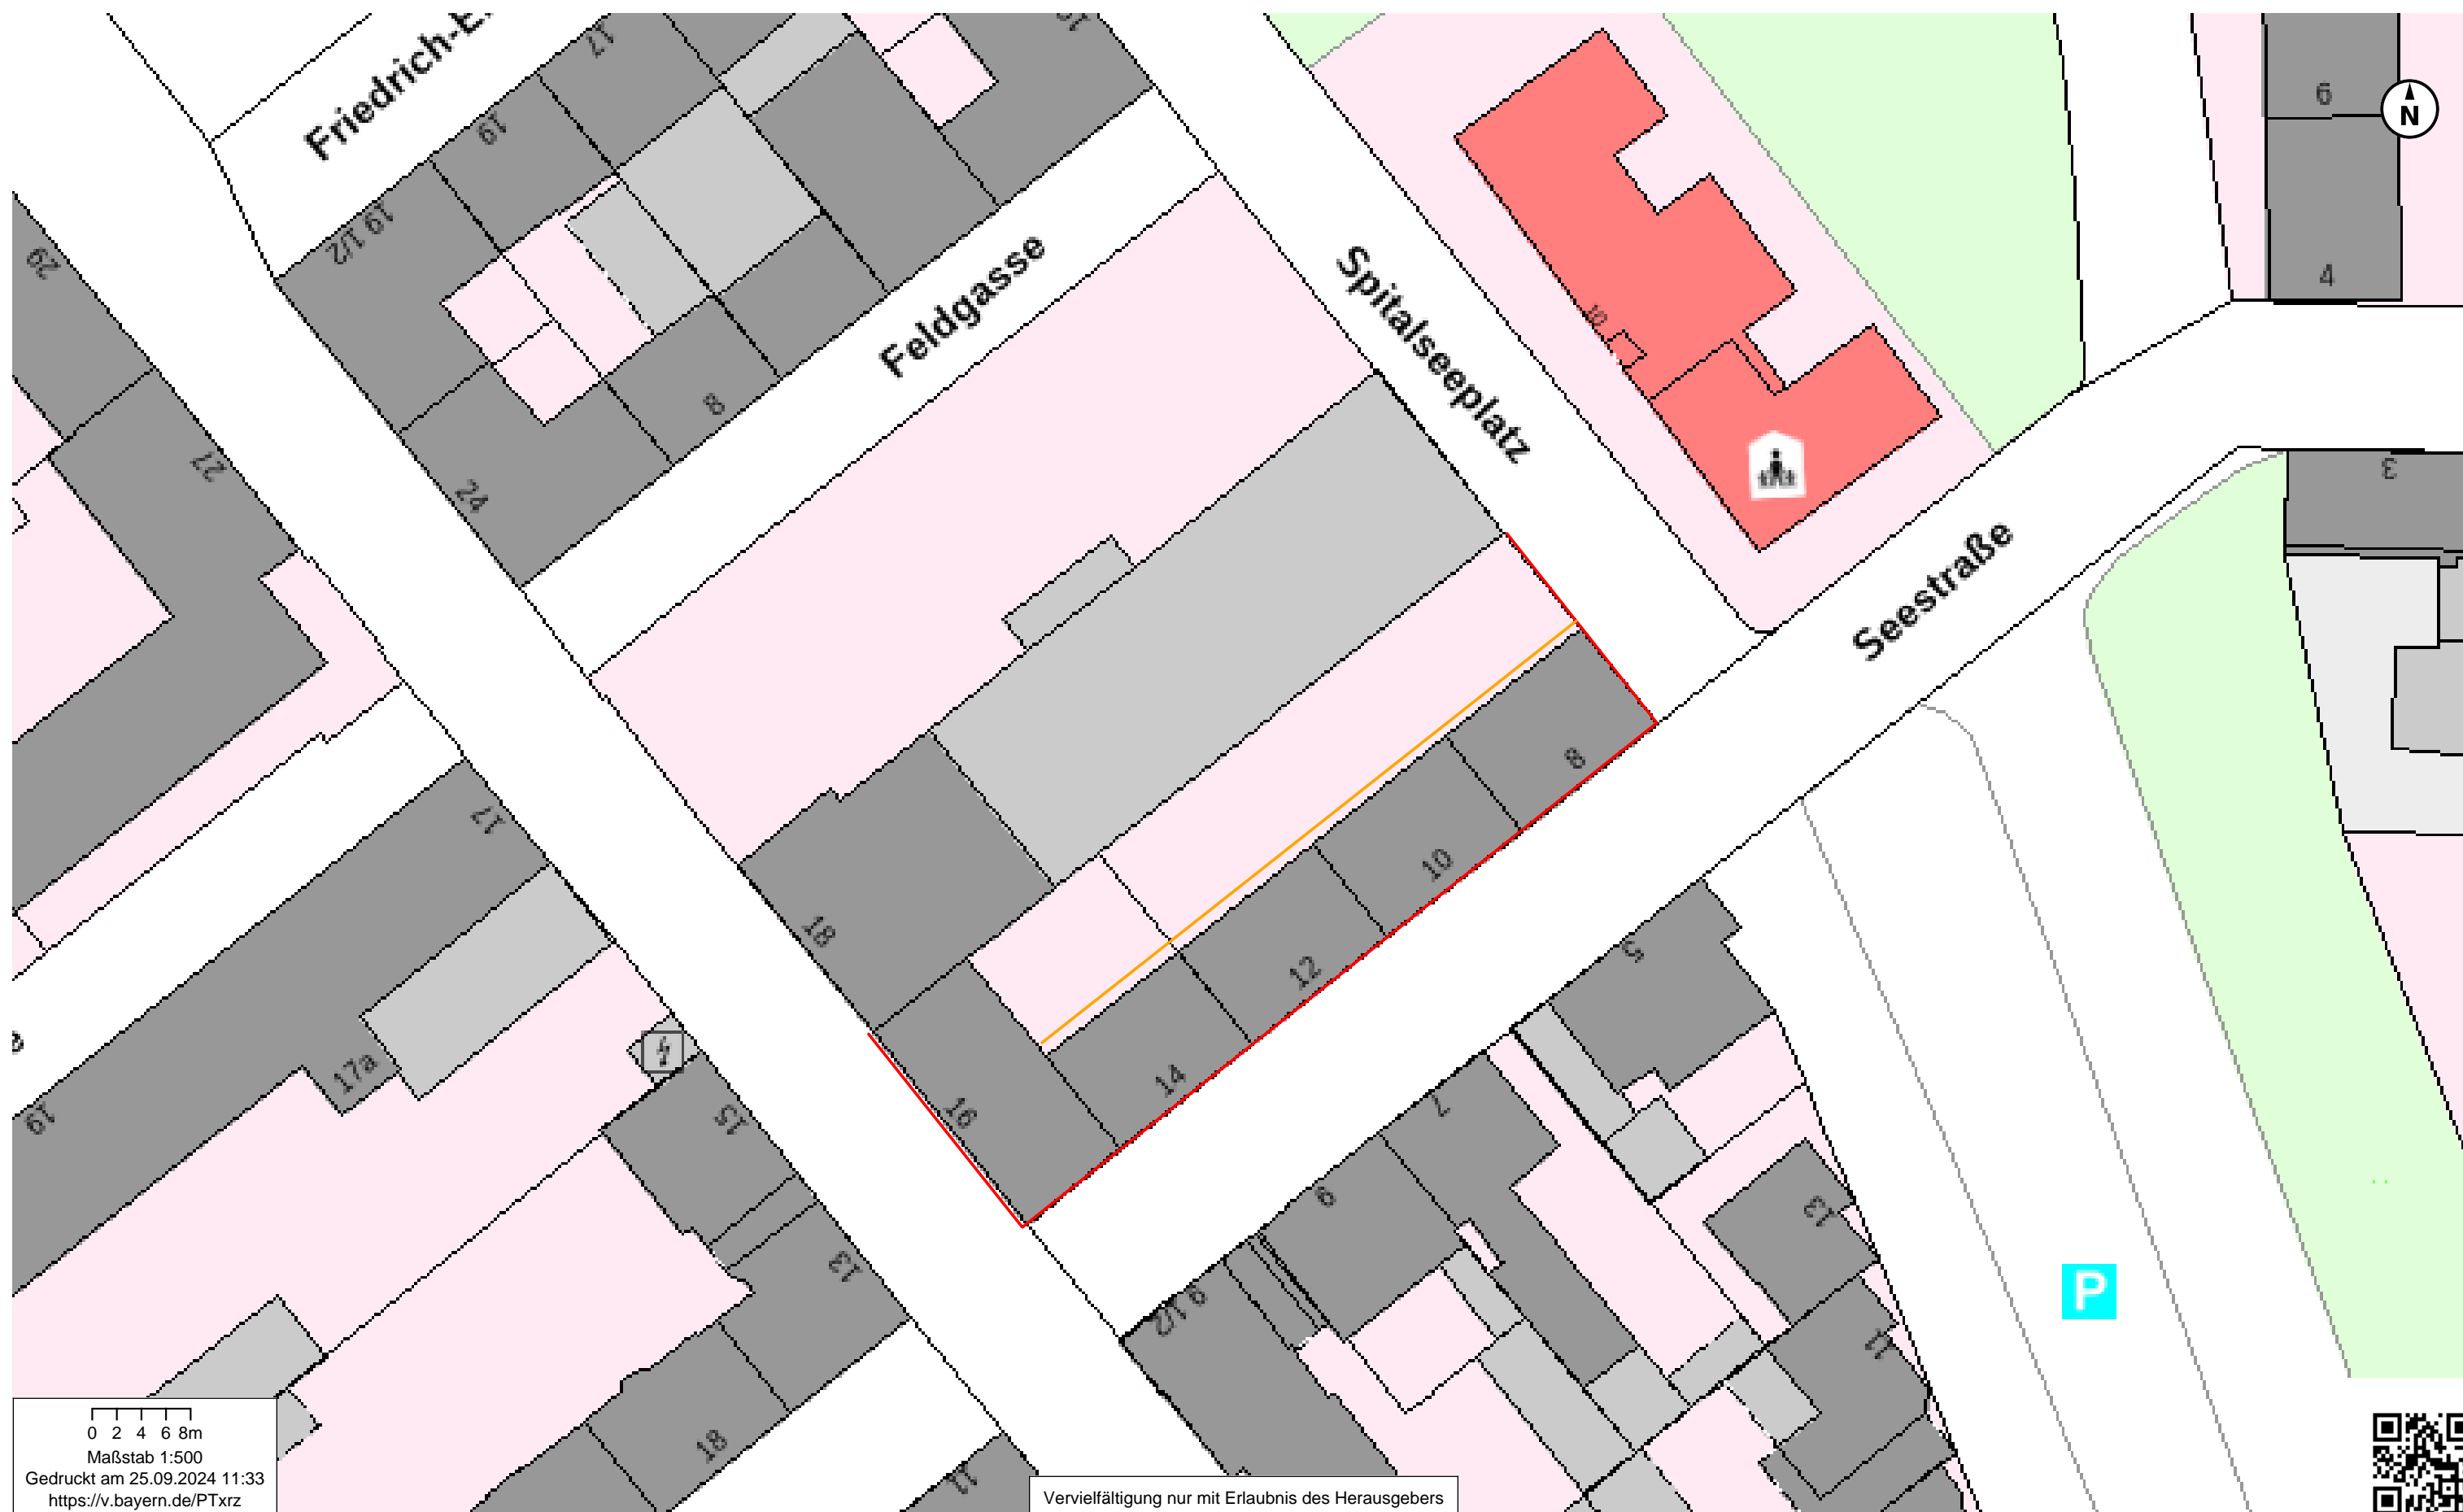 Friedrich-E
17
19
19 1/2
29
27
24
8
Feldgasse
Spitalseeplatz
Seestraße
6
N
4
3
10
8
10
12
14
16
18
17
17a
19
15
13
18
11
5
7
9
9 1/2
13
11
P
0 2 4 6 8m
Maßstab 1:500
Gedruckt am 25.09.2024 11:33
https://v.bayern.de/PTxrz
Vervielfältigung nur mit Erlaubnis des Herausgebers